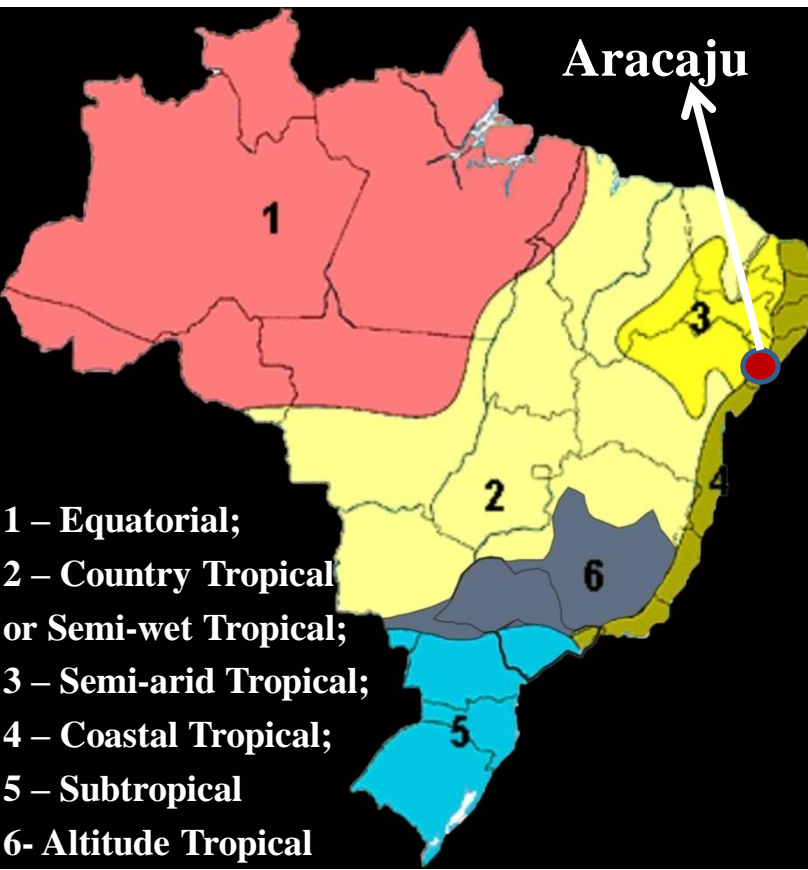 Aracaju
1
3
2
4
6
5
1 – Equatorial;
2 – Country Tropical
or Semi-wet Tropical;
3 – Semi-arid Tropical;
4 – Coastal Tropical;
5 – Subtropical
6- Altitude Tropical